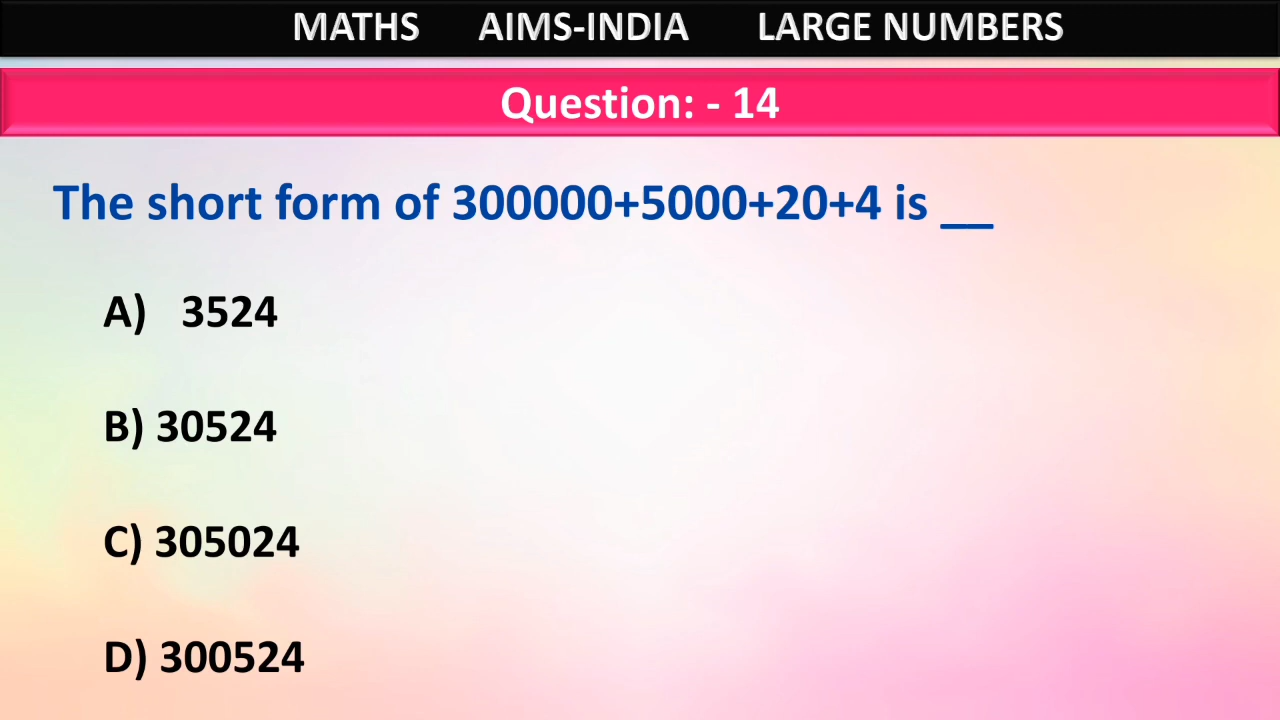 MATHS AIMS-INDIA LARGE NUMBERS
Question: - 14
The short form of 300000+5000+20+4 is __
A) 3524
B) 30524
C) 305024
D) 300524